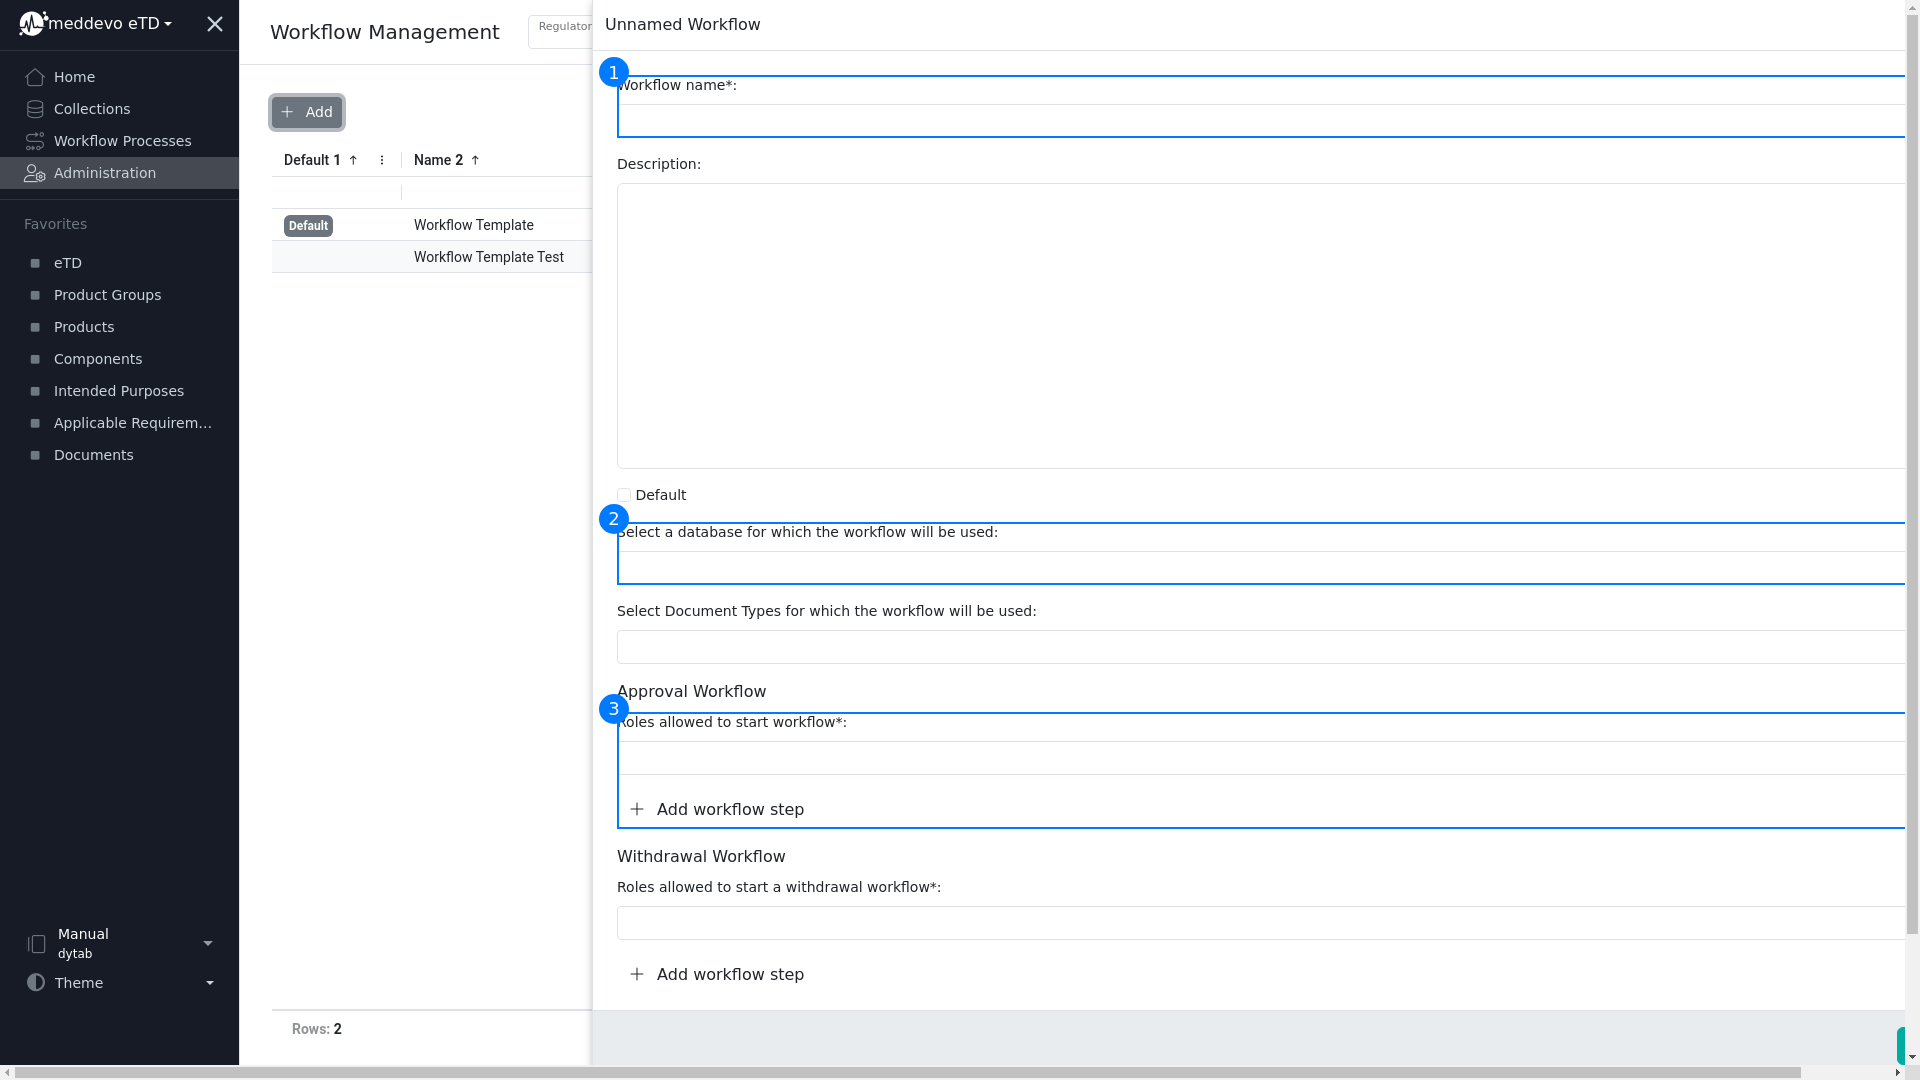 meddevo eTD
Home
Collections
Workflow Processes
Administration
Favorites
eTD
Product Groups
Products
Components
Intended Purposes
Applicable Requirem...
Documents
Manual
dytab
Theme
Workflow Management
Regulator
Add
Default 1
Name 2
Default
Workflow Template
Workflow Template Test
Rows: 2
Unnamed Workflow
1
Workflow name*:
Description:
Default
2
Select a database for which the workflow will be used:
Select Document Types for which the workflow will be used:
Approval Workflow
3
Roles allowed to start workflow*:
Add workflow step
Withdrawal Workflow
Roles allowed to start a withdrawal workflow*:
Add workflow step